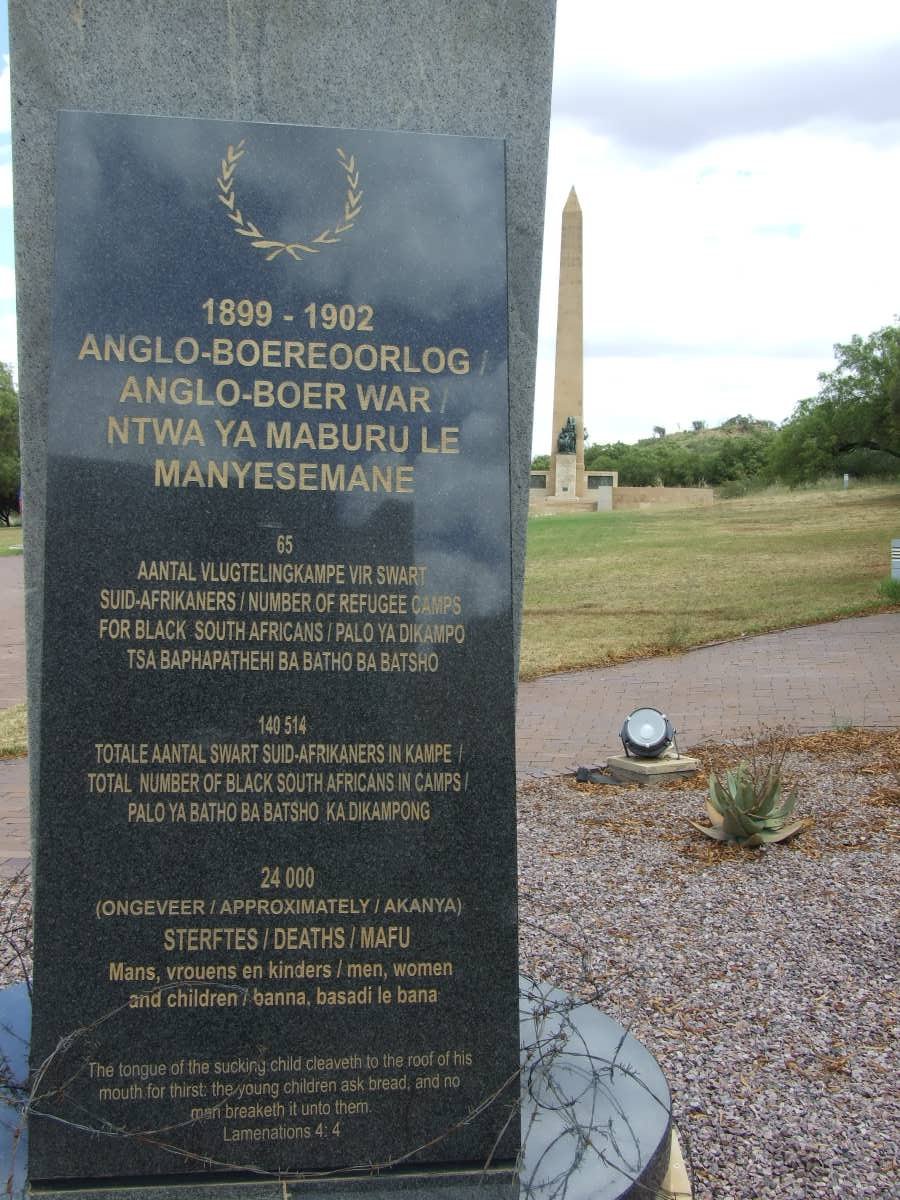 1899 - 1902
ANGLO-BOEREOORLOG /
ANGLO-BOER WAR /
NTWA YA MABURU LE
MANYESEMANE
65
AANTAL VLUGTELINGKAMPE VIR SWART
SUID-AFRIKANERS / NUMBER OF REFUGEE CAMPS
FOR BLACK SOUTH AFRICANS / PALO YA DIKAMPO
TSA BAPHAPATHEHI BA BATHO BA BATSHO
140 514
TOTALE AANTAL SWART SUID-AFRIKANERS IN KAMPE /
TOTAL NUMBER OF BLACK SOUTH AFRICANS IN CAMPS /
PALO YA BATHO BA BATSHO KA DIKAMPONG
24 000
(ONGEVEER / APPROXIMATELY / AKANYA)
STERFTES / DEATHS / MAFU
Mans, vrouens en kinders / men, women
and children / banna, basadi le bana
The tongue of the sucking child cleaveth to the roof of his
mouth for thirst: the young children ask bread, and no
man breaketh it unto them.
Lamenations 4: 4